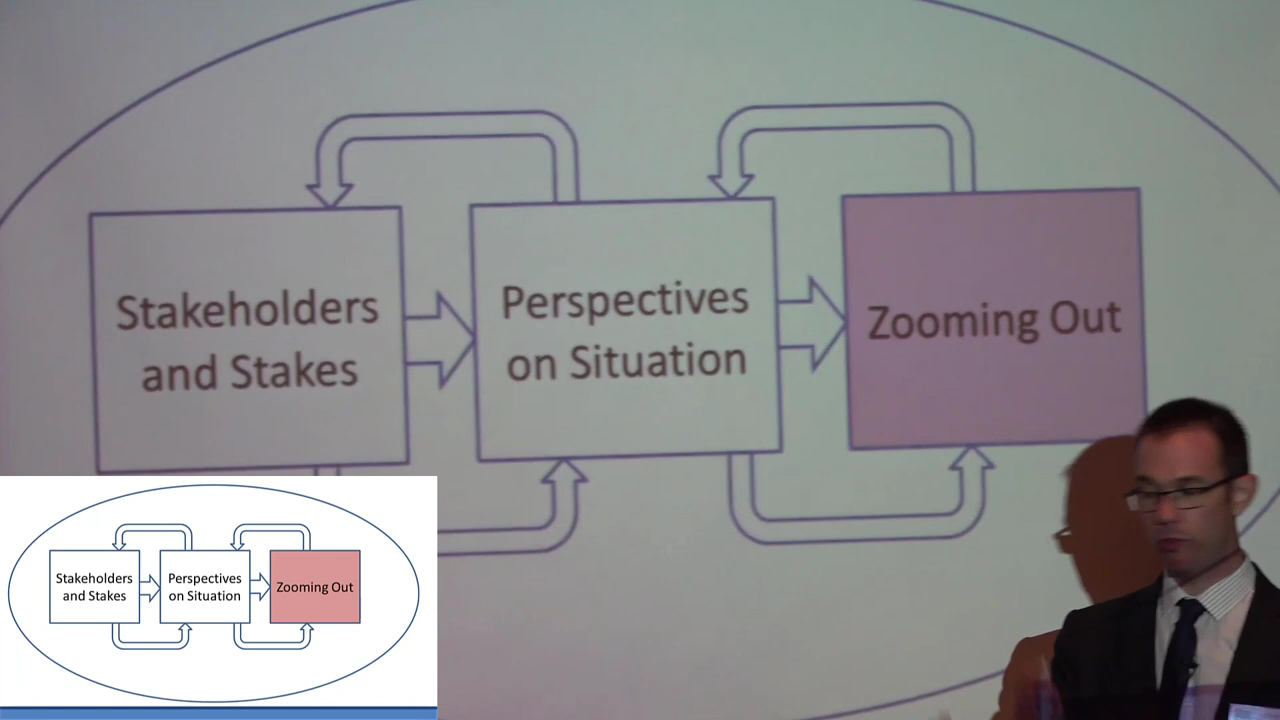 Stakeholders
and Stakes
Perspectives
on Situation
Zooming Out
Stakeholders
and Stakes
Perspectives
on Situation
Zooming Out